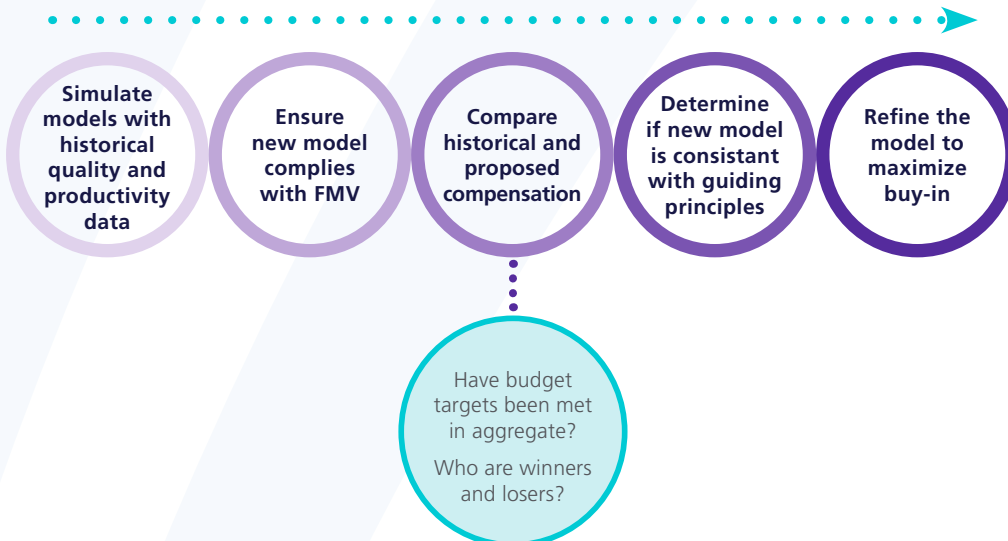 Simulate
models with
historical
quality and
productivity
data
Ensure
new model
complies
with FMV
Compare
historical and
proposed
compensation
Determine
if new model
is consistant
with guiding
principles
Refine the
model to
maximize
buy-in
Have budget
targets been met
in aggregate?
Who are winners
and losers?